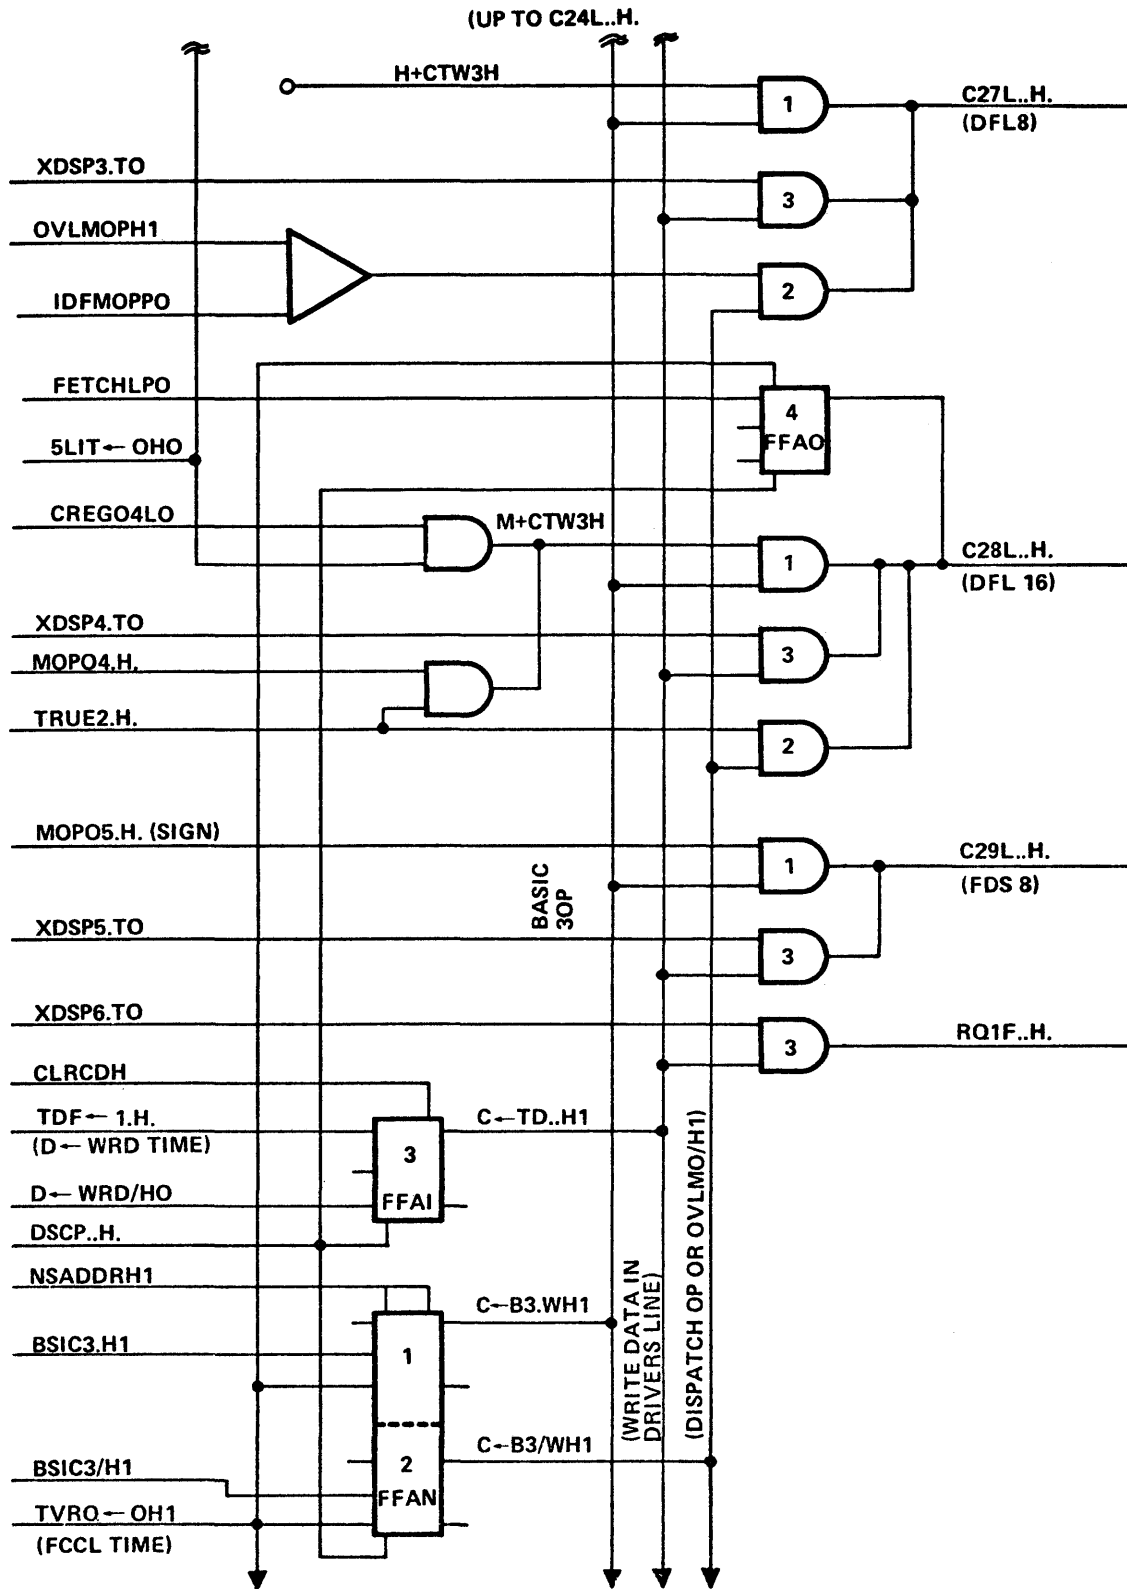 (UP TO C24L..H.
H+CTW3H
1
C27L..H.
(DFL8)
XDSP3.TO
3
OVLMOPH1
2
IDFMOPPO
FETCHLPO
4
FFAO
5LIT← OHO
CREGO4LO
M+CTW3H
1
C28L..H.
(DFL 16)
XDSP4.TO
3
MOPO4.H.
TRUE2.H.
2
MOPO5.H. (SIGN)
1
C29L..H.
(FDS 8)
BASIC
3OP
XDSP5.TO
3
XDSP6.TO
3
RQ1F..H.
CLRCDH
TDF← 1.H.
(D← WRD TIME)
C←TD..H1
3
FFAI
D← WRD/HO
DSCP..H.
NSADDRH1
C←B3.WH1
BSIC3.H1
1
(WRITE DATA IN
DRIVERS LINE)
(DISPATCH OP OR OVLMO/H1)
C←B3/WH1
BSIC3/H1
2
FFAN
TVRQ← OH1
(FCCL TIME)